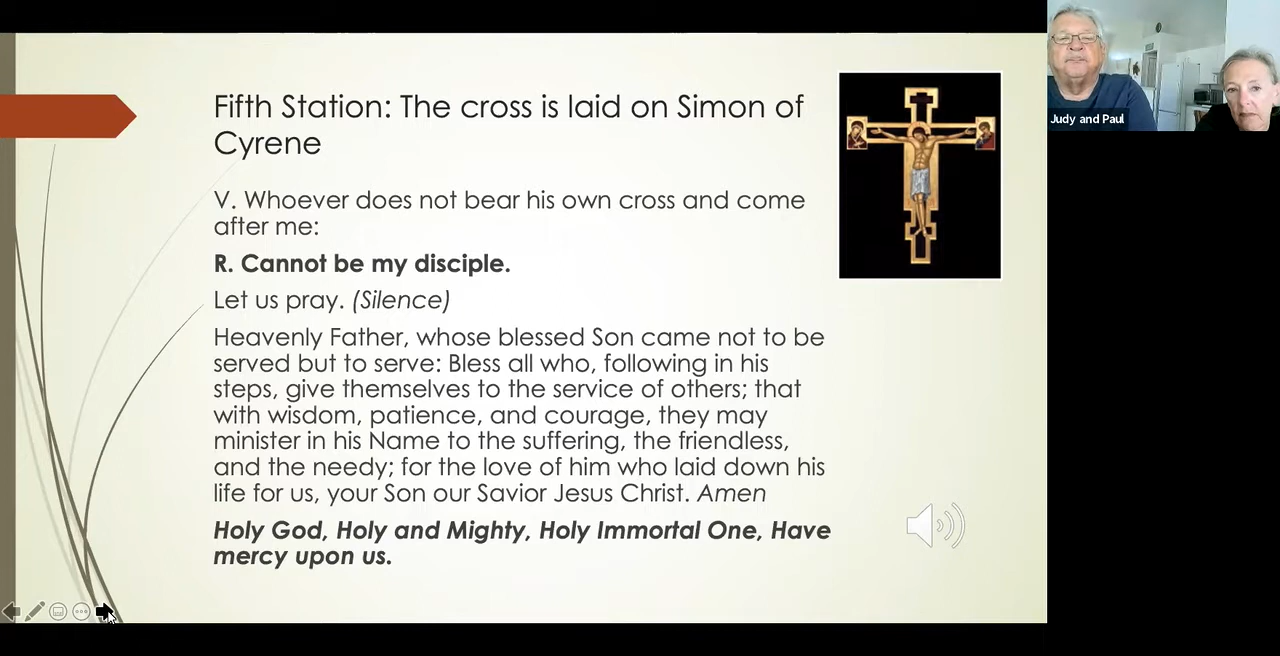 Fifth Station: The cross is laid on Simon of
Cyrene
V. Whoever does not bear his own cross and come
after me:
R. Cannot be my disciple.
Let us pray. (Silence)
Heavenly Father, whose blessed Son came not to be
served but to serve: Bless all who, following in his
steps, give themselves to the service of others; that
with wisdom, patience, and courage, they may
minister in his Name to the suffering, the friendless,
and the needy; for the love of him who laid down his
life for us, your Son our Savior Jesus Christ. Amen
Holy God, Holy and Mighty, Holy Immortal One, Have
mercy upon us.
Judy and Paul